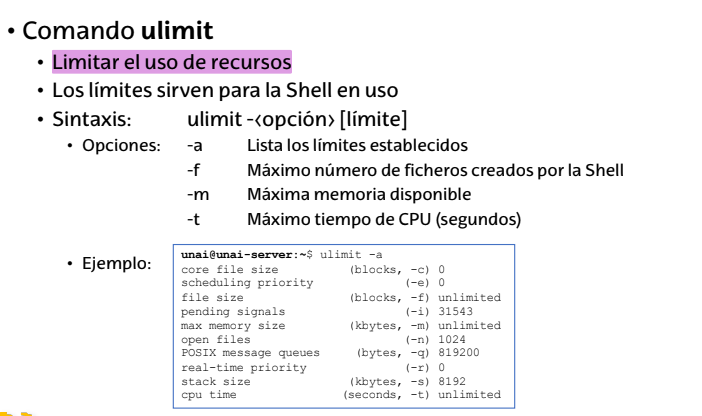 • Comando ulimit
• Limitar el uso de recursos
• Los límites sirven para la Shell en uso
• Sintaxis: ulimit -‹opción› [límite]
• Opciones: -a Lista los límites establecidos
-f Máximo número de ficheros creados por la Shell
-m Máxima memoria disponible
-t Máximo tiempo de CPU (segundos)
• Ejemplo:
unai@unai-server:~$ ulimit -a
core file size (blocks, -c) 0
scheduling priority (-e) 0
file size (blocks, -f) unlimited
pending signals (-i) 31543
max memory size (kbytes, -m) unlimited
open files (-n) 1024
POSIX message queues (bytes, -q) 819200
real-time priority (-r) 0
stack size (kbytes, -s) 8192
cpu time (seconds, -t) unlimited